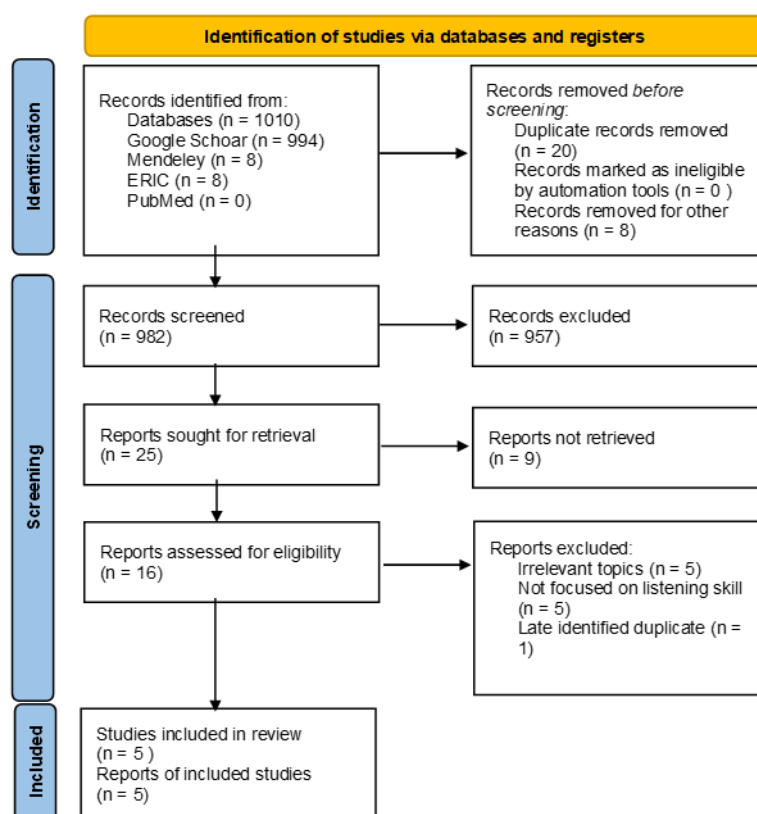 Identification of studies via databases and registers
Identification
Records identified from:
Databases (n = 1010)
Google Schoar (n = 994)
Mendeley (n = 8)
ERIC (n = 8)
PubMed (n = 0)
Records removed before
screening:
Duplicate records removed
(n = 20)
Records marked as ineligible
by automation tools (n = 0 )
Records removed for other
reasons (n = 8)
Screening
Records screened
(n = 982)
Records excluded
(n = 957)
Reports sought for retrieval
(n = 25)
Reports not retrieved
(n = 9)
Reports assessed for eligibility
(n = 16)
Reports excluded:
Irrelevant topics (n = 5)
Not focused on listening skill
(n = 5)
Late identified duplicate (n =
1)
Included
Studies included in review
(n = 5 )
Reports of included studies
(n = 5)